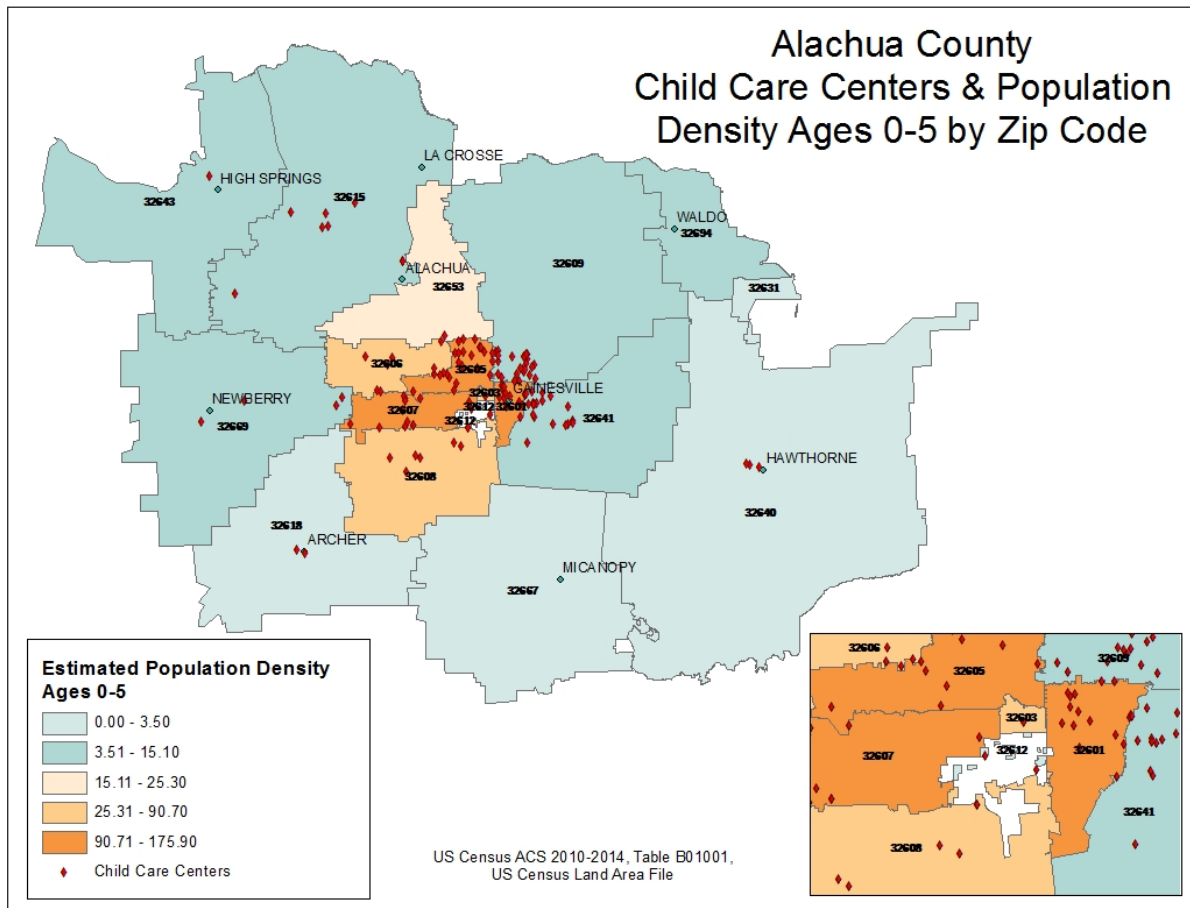 Alachua County
Child Care Centers & Population
Density Ages 0-5 by Zip Code
LA CROSSE
HIGH SPRINGS
32643
32615
WALDO
32694
32609
ALACHUA
32653
32631
32606
32605
NEWBERRY
32669
32603
GAINESVILLE
32607
32612
32601
32612
32641
32608
HAWTHORNE
32640
32618
ARCHER
MICANOPY
32667
Estimated Population Density
Ages 0-5
0.00 - 3.50
3.51 - 15.10
15.11 - 25.30
25.31 - 90.70
90.71 - 175.90
Child Care Centers
US Census ACS 2010-2014, Table B01001,
US Census Land Area File
32606
32609
32605
32603
32612
32601
32607
32641
32608